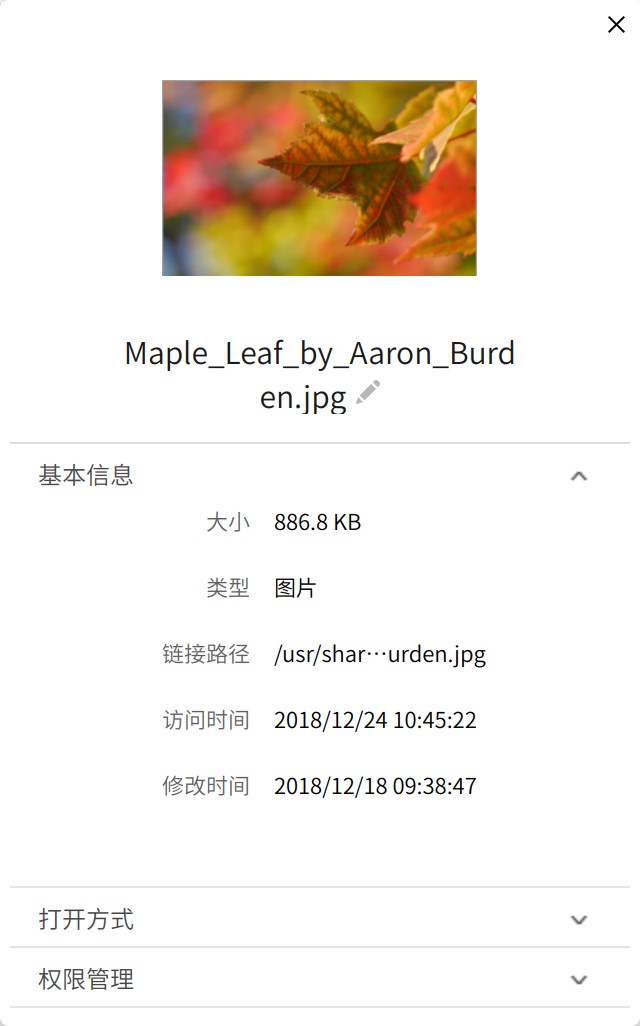 Maple_Leaf_by_Aaron_Burd
en.jpg
基本信息
大小 886.8 KB
类型 图片
链接路径 /usr/shar⋯urden.jpg
访问时间 2018/12/24 10:45:22
修改时间 2018/12/18 09:38:47
打开方式
权限管理